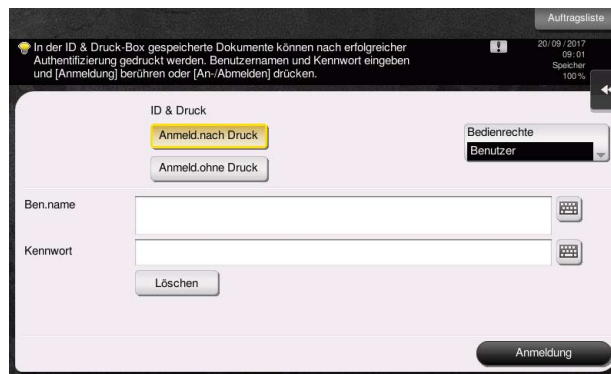 Auftragsliste
In der ID & Druck-Box gespeicherte Dokumente können nach erfolgreicher
Authentifizierung gedruckt werden. Benutzernamen und Kennwort eingeben
und [Anmeldung] berühren oder [An-/Abmelden] drücken.
20/09/2017
09:01
Speicher
100 %
ID & Druck
Anmeld.nach Druck
Anmeld.ohne Druck
Bedienrechte
Benutzer
Ben.name
Kennwort
Löschen
Anmeldung